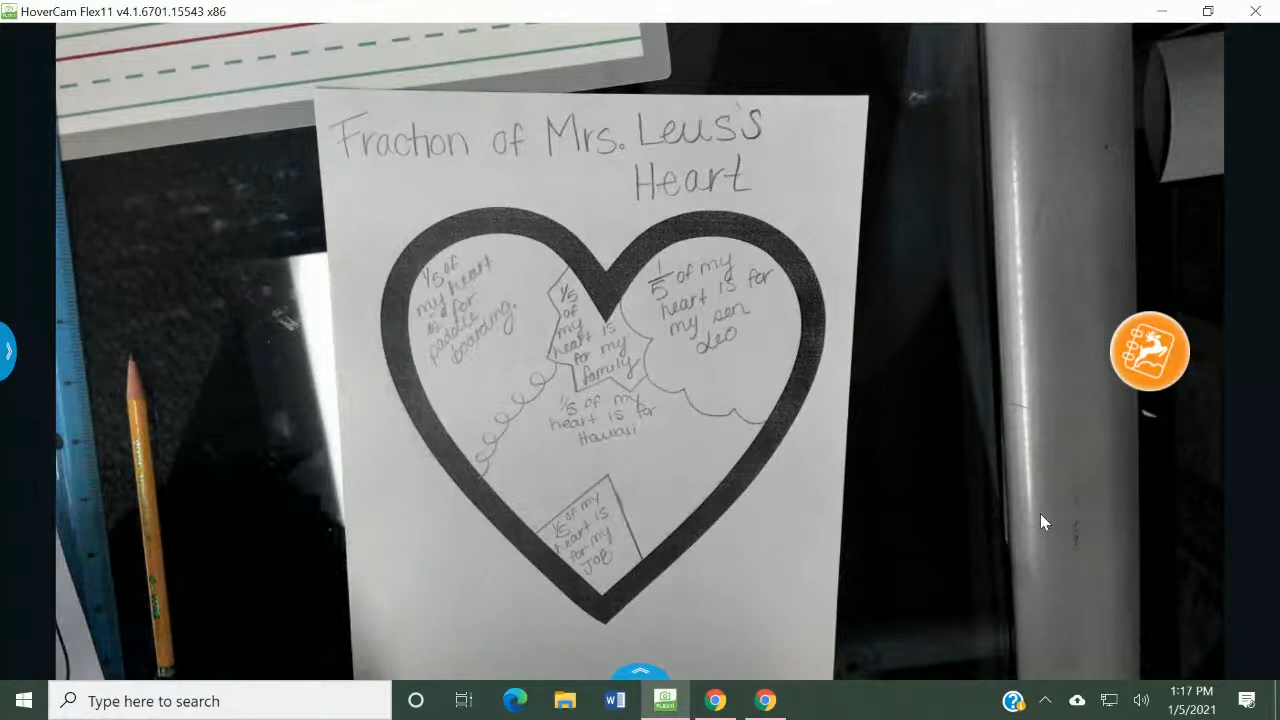 HoverCam Flex11 v4.1.6701.15543 x86
Fraction of Mrs. Leus's
Heart
1/5 of
my heart
is for
paddle
boarding.
1/5
of
my
heart is
for my
family
1/5 of my
heart is for
my son
Leo
1/5 of my
heart is for
Hawaii
1/5 of my
heart is
for my
JOB
Type here to search
FLEX11
1:17 PM
1/5/2021